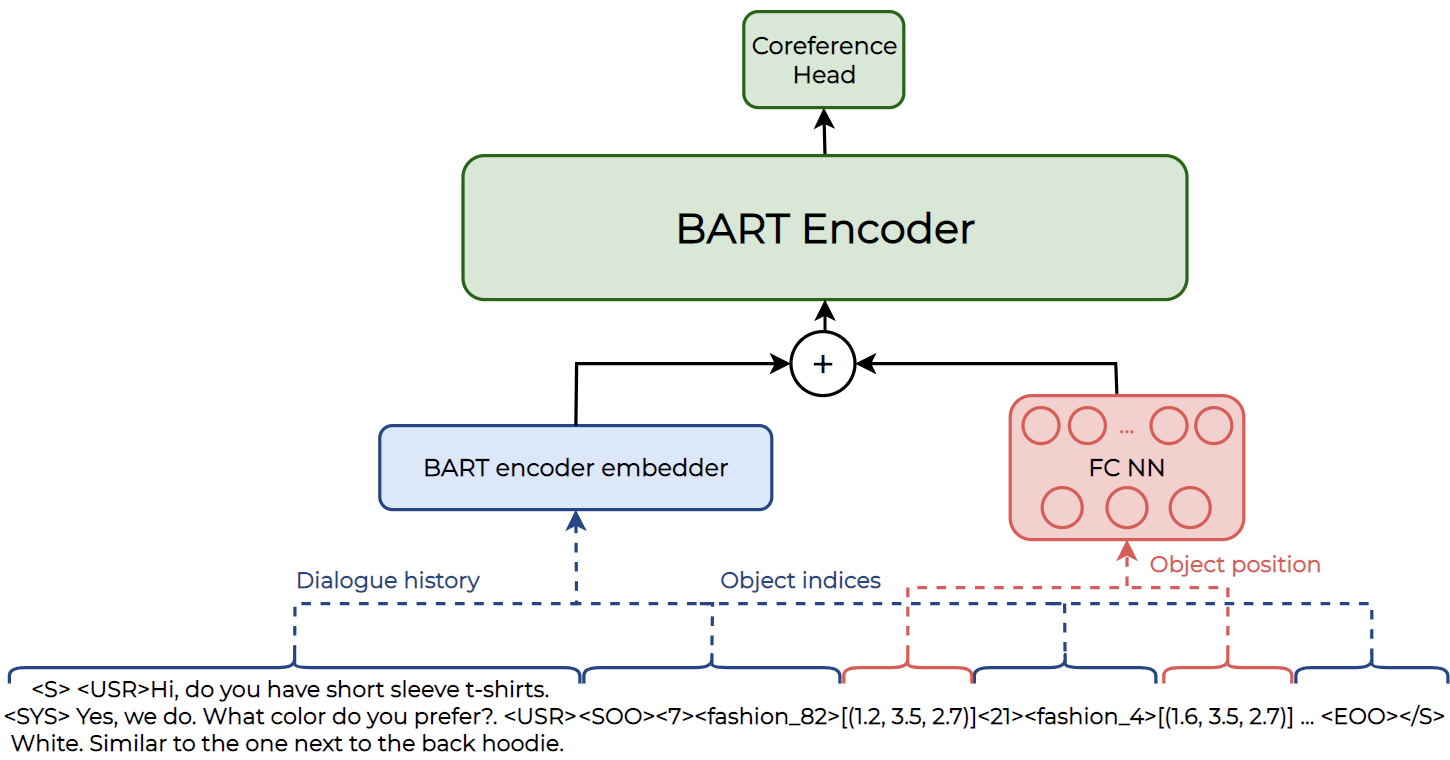 Coreference
Head
BART Encoder
+
BART encoder embedder
...
FC NN
Object position
Dialogue history
Object indices
<S> <USR>Hi, do you have short sleeve t-shirts.
<SYS> Yes, we do. What color do you prefer?. <USR><SOO><7><fashion_82>[(1.2, 3.5, 2.7)]<21><fashion_4>[(1.6, 3.5, 2.7)] ... <EOO></S>
White. Similar to the one next to the back hoodie.